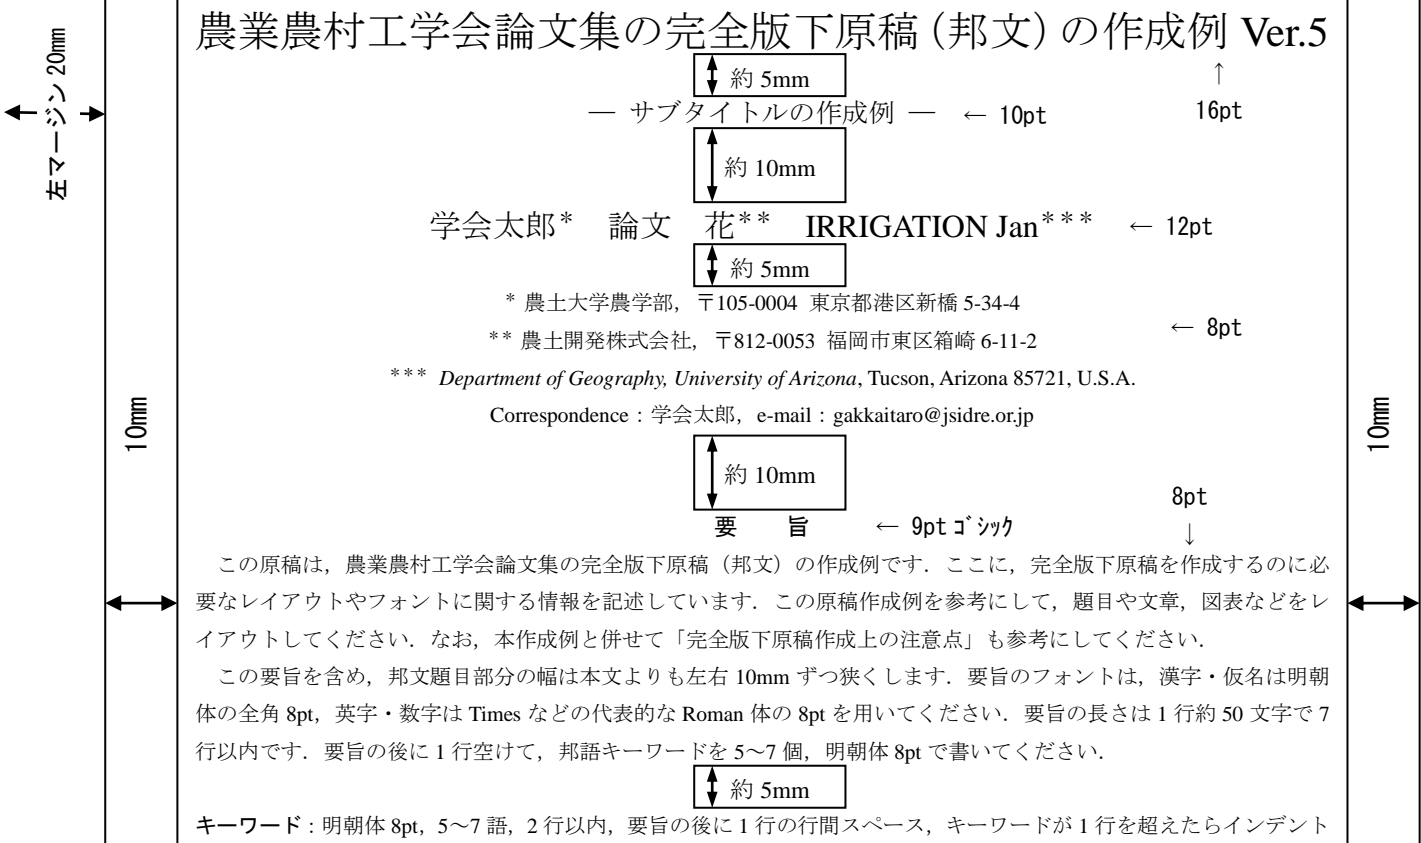 農業農村工学会論文集の完全版下原稿（邦文）の作成例 Ver.5
約 5mm
↑
16pt
― サブタイトルの作成例 ― ← 10pt
左マージン 20mm
約 10mm
学会太郎* 論文 花** IRRIGATION Jan*** ← 12pt
約 5mm
* 農土大学農学部，〒105-0004 東京都港区新橋 5-34-4
** 農土開発株式会社，〒812-0053 福岡市東区箱崎 6-11-2
← 8pt
*** Department of Geography, University of Arizona, Tucson, Arizona 85721, U.S.A.
Correspondence：学会太郎，e-mail：gakkaitaro@jsidre.or.jp
10mm
10mm
約 10mm
8pt
↓
要 旨 ← 9pt ｺﾞｼｯｸ
この原稿は，農業農村工学会論文集の完全版下原稿（邦文）の作成例です．ここに，完全版下原稿を作成するのに必
要なレイアウトやフォントに関する情報を記述しています．この原稿作成例を参考にして，題目や文章，図表などをレ
イアウトしてください．なお，本作成例と併せて「完全版下原稿作成上の注意点」も参考にしてください．
この要旨を含め，邦文題目部分の幅は本文よりも左右 10mm ずつ狭くします．要旨のフォントは，漢字・仮名は明朝
体の全角 8pt，英字・数字は Times などの代表的な Roman 体の 8pt を用いてください．要旨の長さは 1 行約 50 文字で 7
行以内です．要旨の後に 1 行空けて，邦語キーワードを 5～7 個，明朝体 8pt で書いてください．
約 5mm
キーワード：明朝体 8pt，5～7 語，2 行以内，要旨の後に 1 行の行間スペース，キーワードが 1 行を超えたらインデント